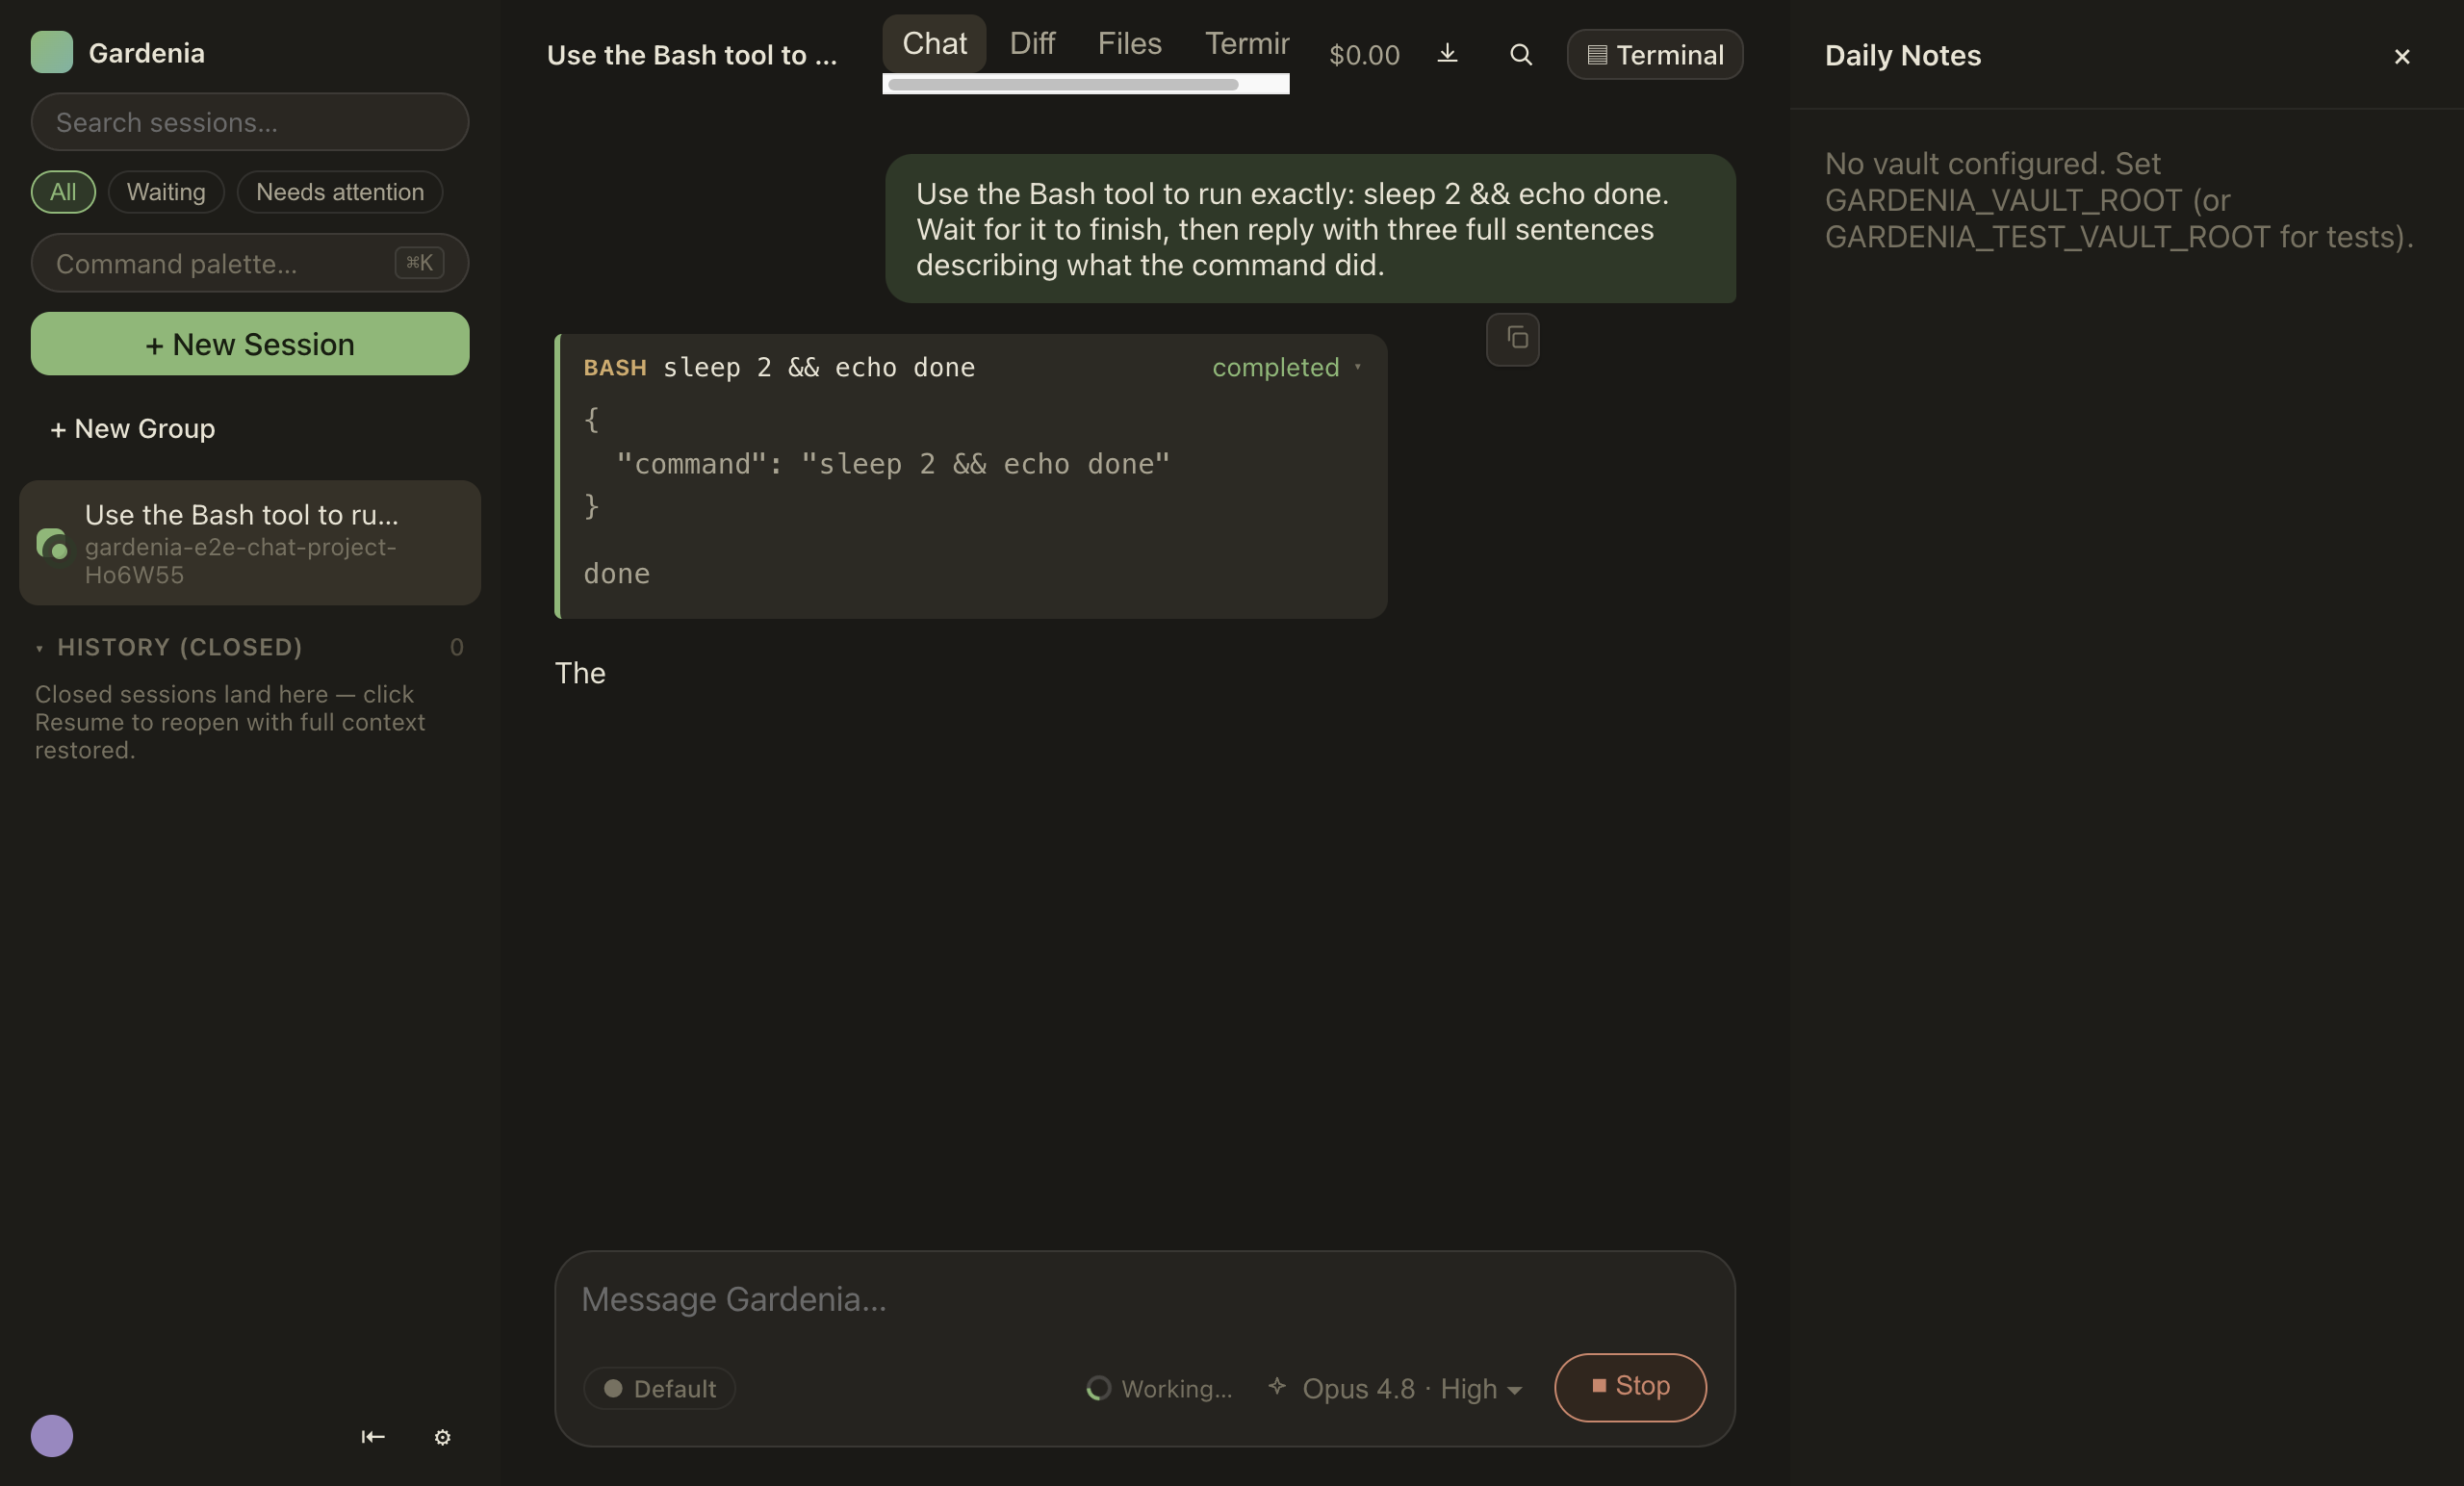 Gardenia
Search sessions...
All
Waiting
Needs attention
Command palette...
⌘K
+ New Session
+ New Group
Use the Bash tool to ru...
gardenia-e2e-chat-project-
Ho6W55
HISTORY (CLOSED)
0
Closed sessions land here — click
Resume to reopen with full context
restored.
Use the Bash tool to ...
Chat
Diff
Files
Termir
$0.00
Terminal
Use the Bash tool to run exactly: sleep 2 && echo done.
Wait for it to finish, then reply with three full sentences
describing what the command did.
BASH sleep 2 && echo done
completed
{
"command": "sleep 2 && echo done"
}
done
The
Message Gardenia...
Default
Working...
Opus 4.8 · High
Stop
Daily Notes
No vault configured. Set
GARDENIA_VAULT_ROOT (or
GARDENIA_TEST_VAULT_ROOT for tests).